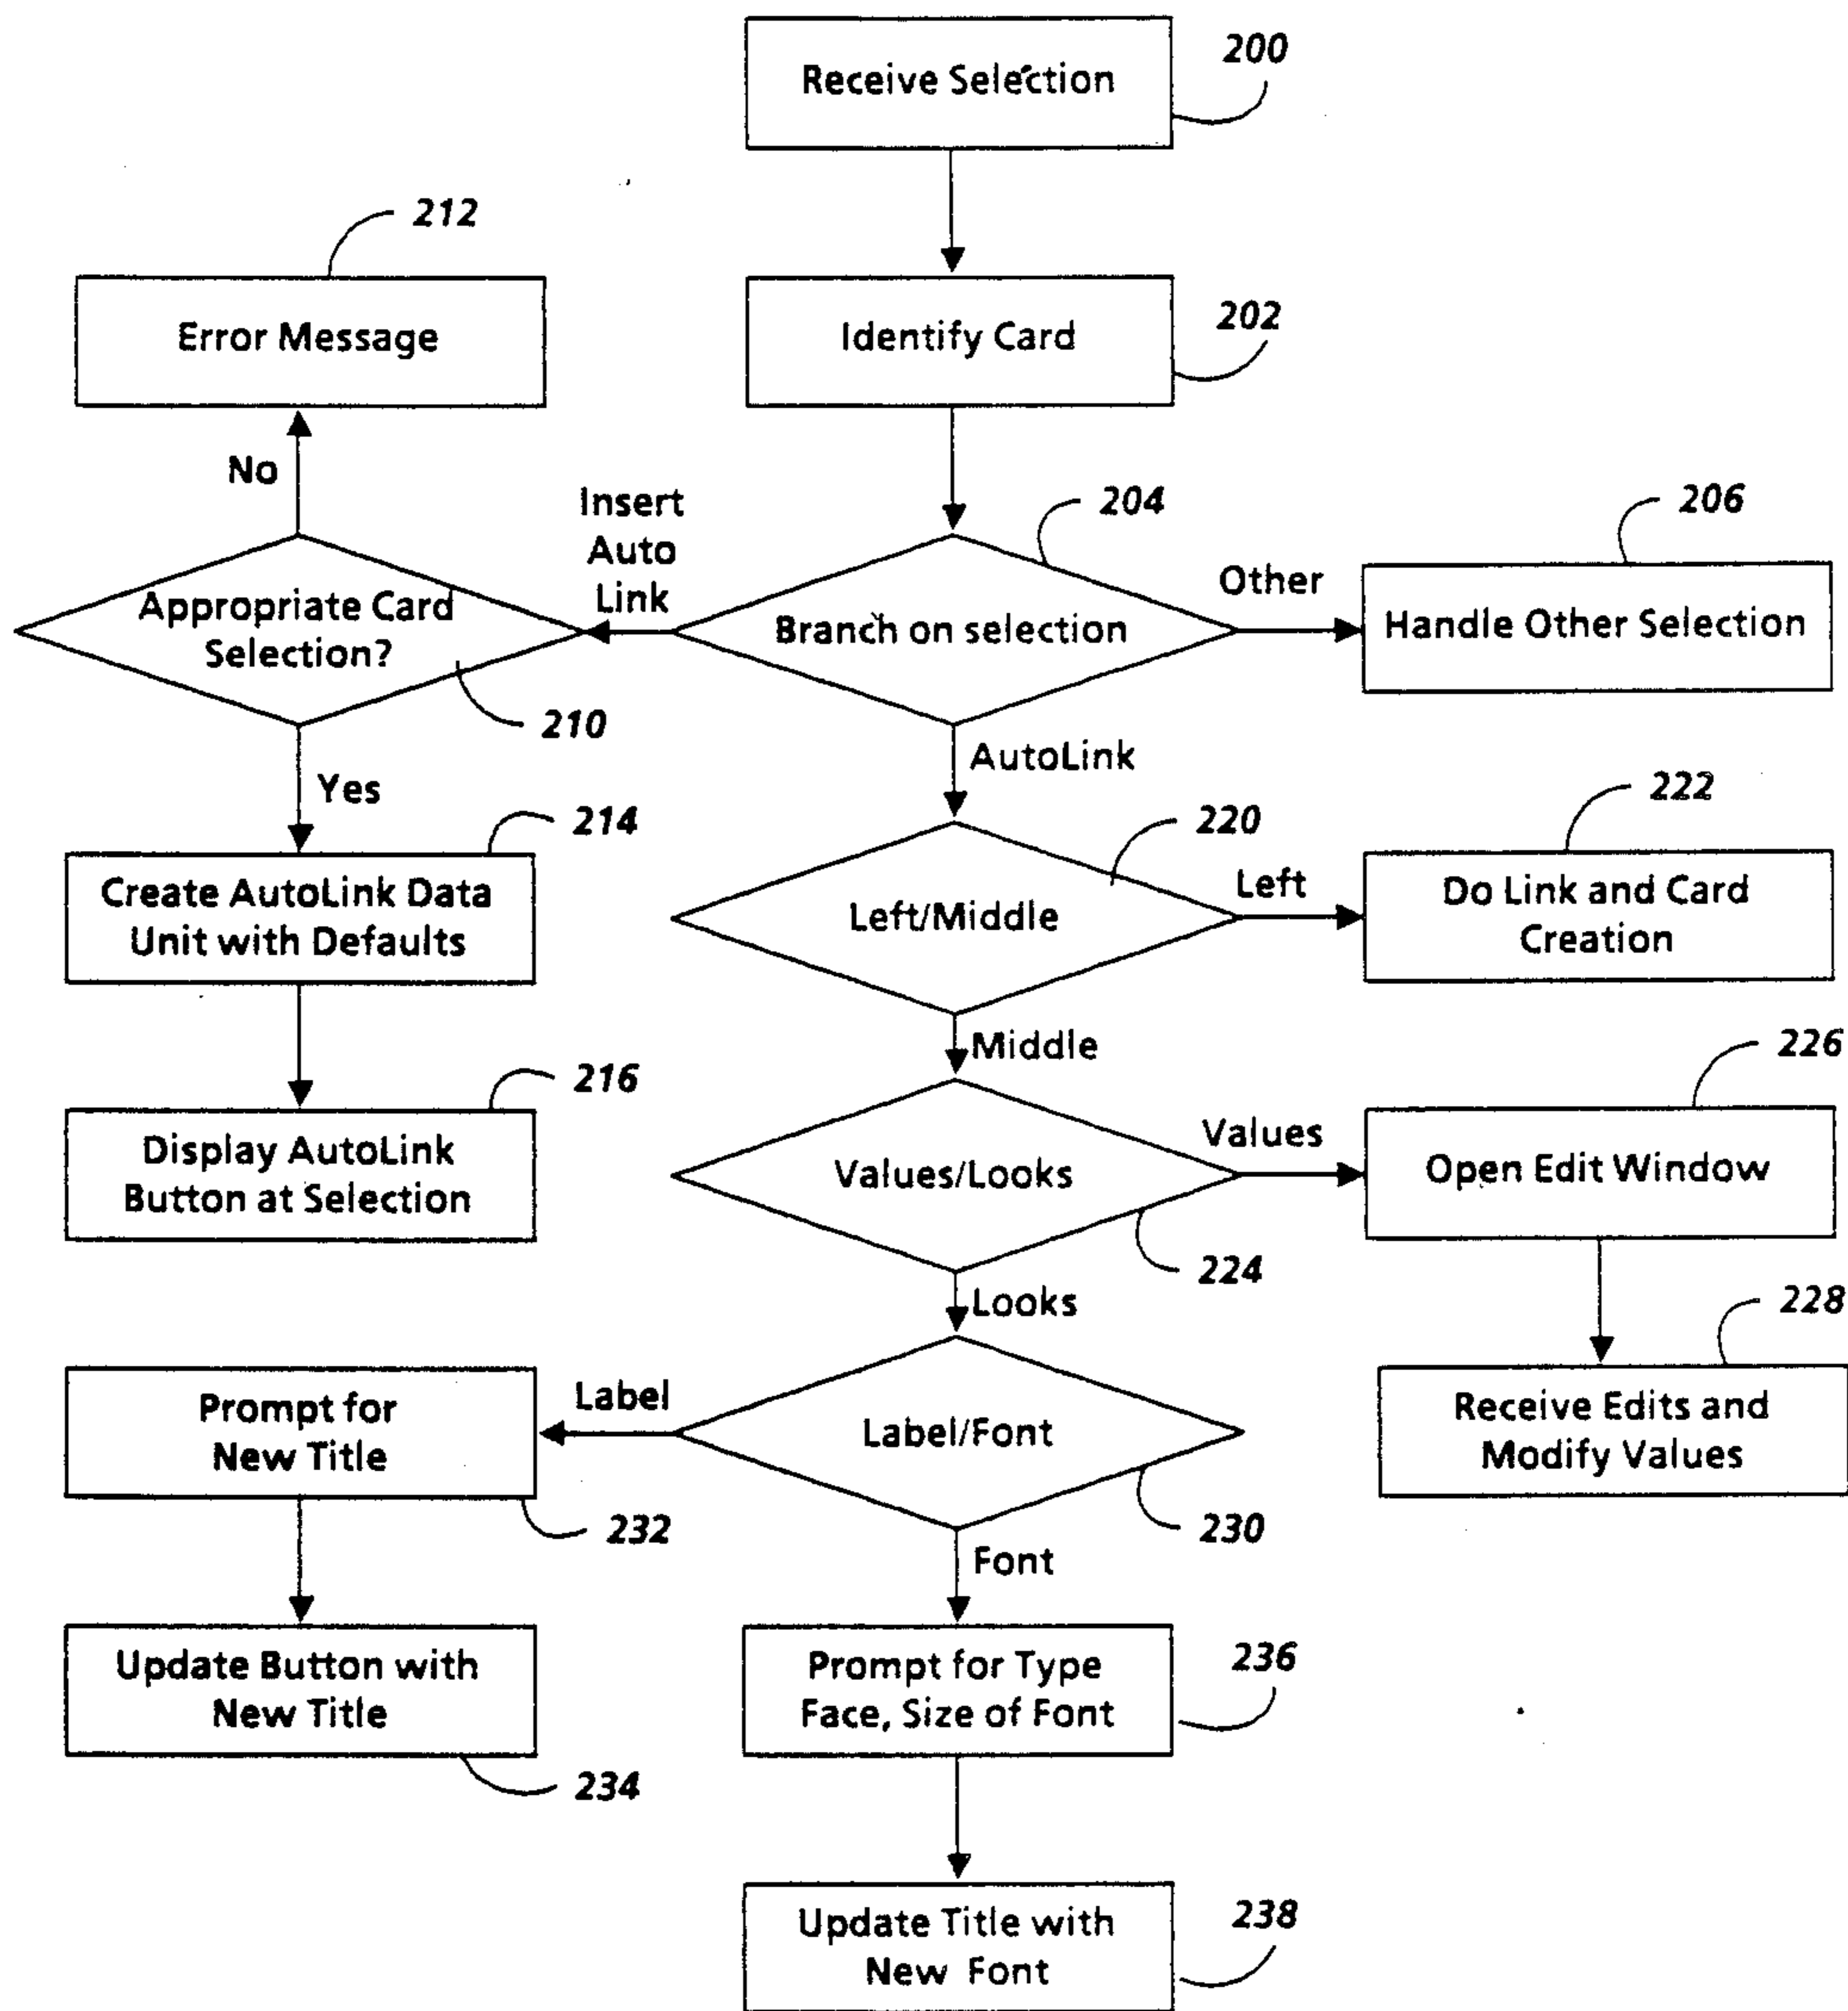 Receive Selection
200
Identify Card
202
212
Error Message
No
Insert
Auto
Link
Appropriate Card
Selection?
210
204
Branch on selection
Other
206
Handle Other Selection
Yes
AutoLink
214
Create AutoLink Data
Unit with Defaults
220
Left/Middle
Left
222
Do Link and Card
Creation
Middle
216
Display AutoLink
Button at Selection
Values/Looks
224
Values
226
Open Edit Window
Looks
228
Receive Edits and
Modify Values
Label
Prompt for
New Title
232
Label/Font
230
Font
Update Button with
New Title
234
Prompt for Type
Face, Size of Font
236
Update Title with
New Font
238